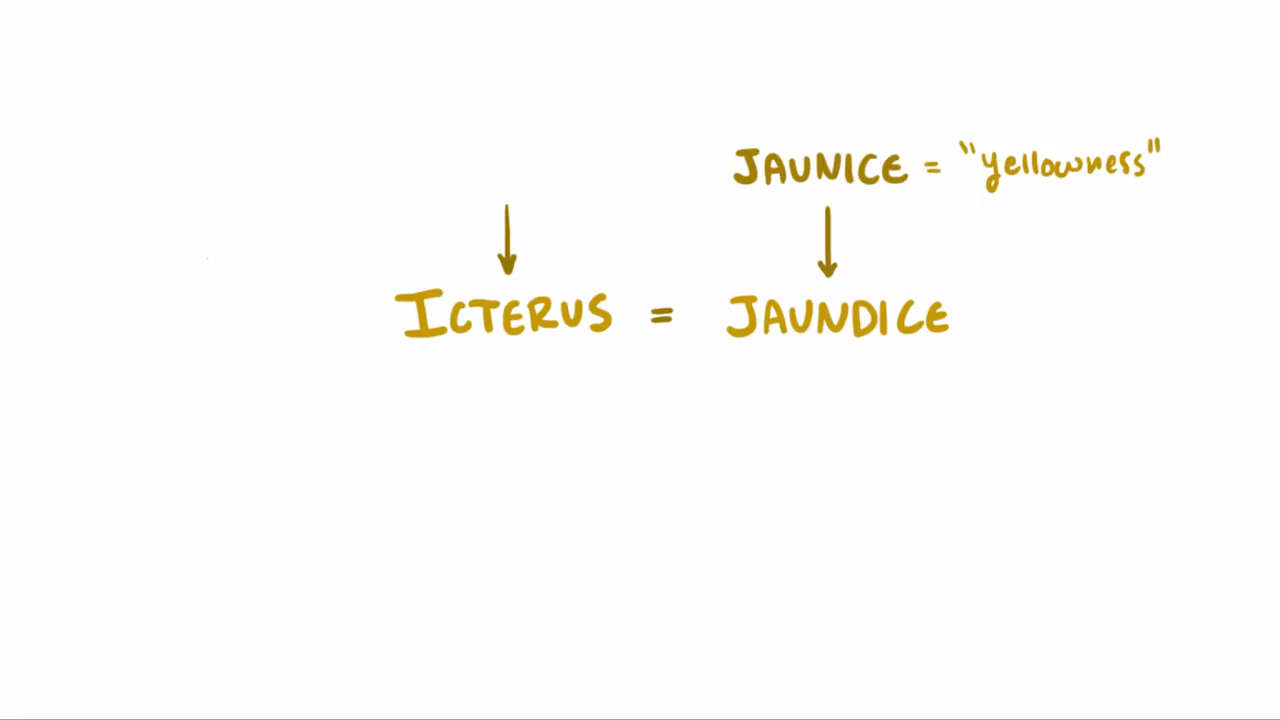 JAUNICE = "yellowness"
ICTERUS = JAUNDICE